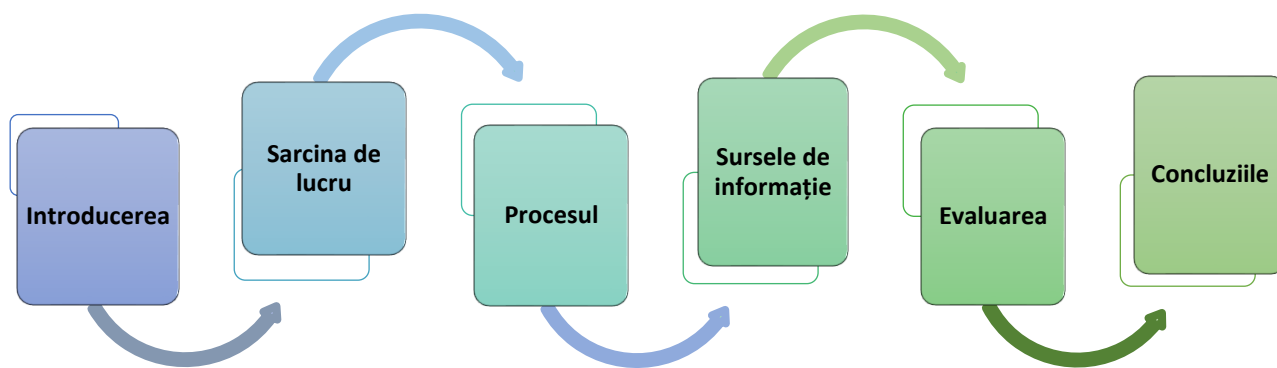 Introducerea
Sarcina de
lucru
Procesul
Sursele de
informație
Evaluarea
Concluziile